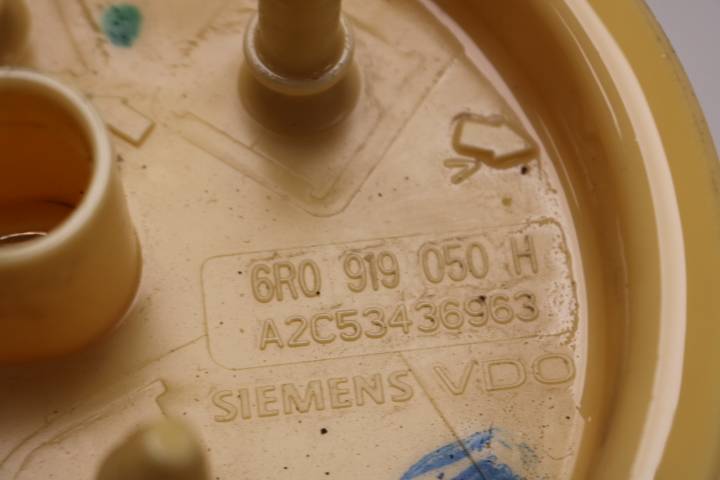 V
6R0 919 050 H
A2C53436963
SIEMENS VDO